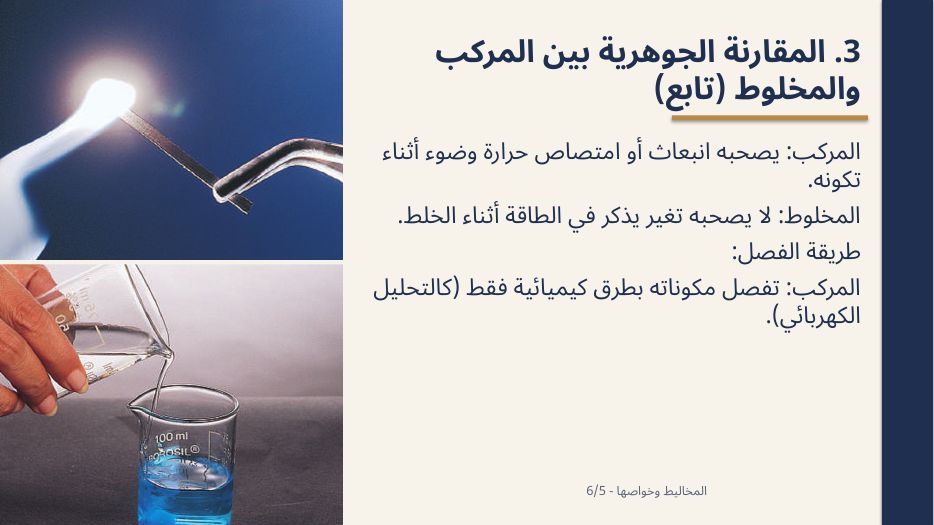 3. المقارنة الجوهرية بين المركب
والمخلوط (تابع)
المركب: يصحبه انبعاث أو امتصاص حرارة وضوء أثناء
تكونه.
المخلوط: لا يصحبه تغير يذكر في الطاقة أثناء الخلط.
طريقة الفصل:
المركب: تفصل مكوناته بطرق كيميائية فقط (كالتحليل
الكهربائي).
100 ml
BOROSIL®
50
المخاليط وخواصها - 6/5